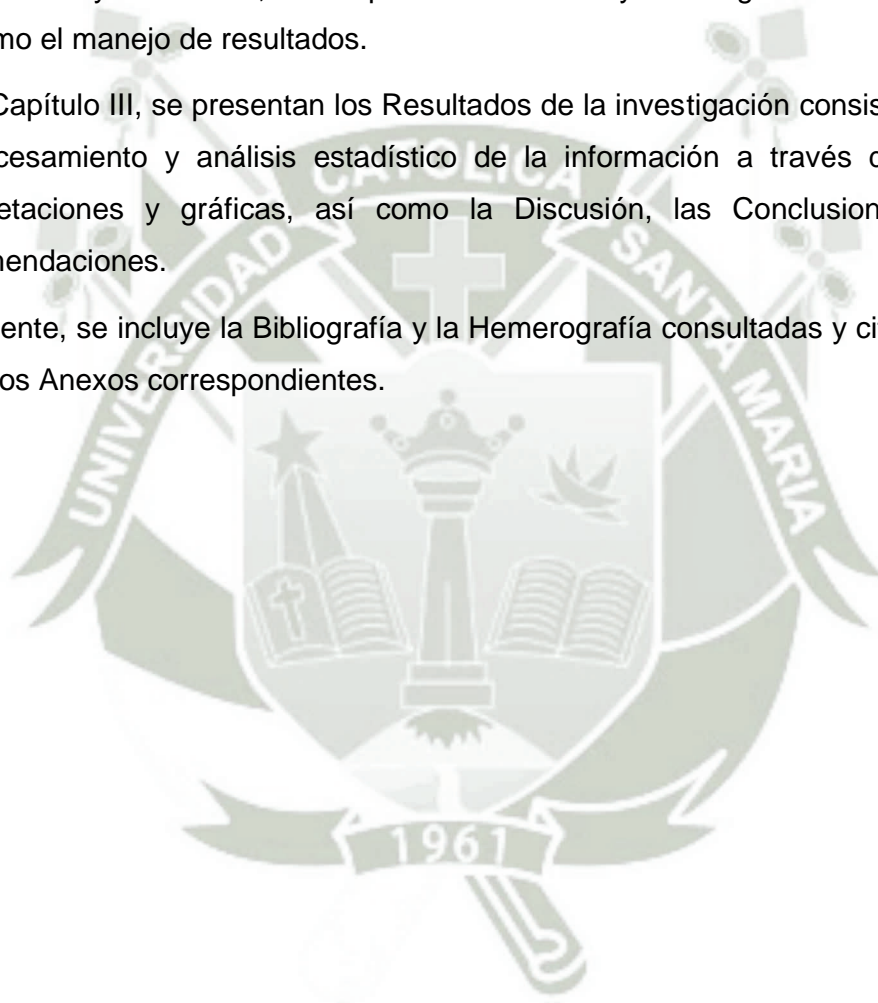 mo el manejo de resultados.
Capítulo III, se presentan los Resultados de la investigación consis
cesamiento y análisis estadístico de la información a través
etaciones y gráficas, así como la Discusión, las Conclusion
endaciones.
ente, se incluye la Bibliografía y la Hemerografía consultadas y
os Anexos correspondientes.
UNIVERSIDAD CATOLICA SANTA MARIA
1961